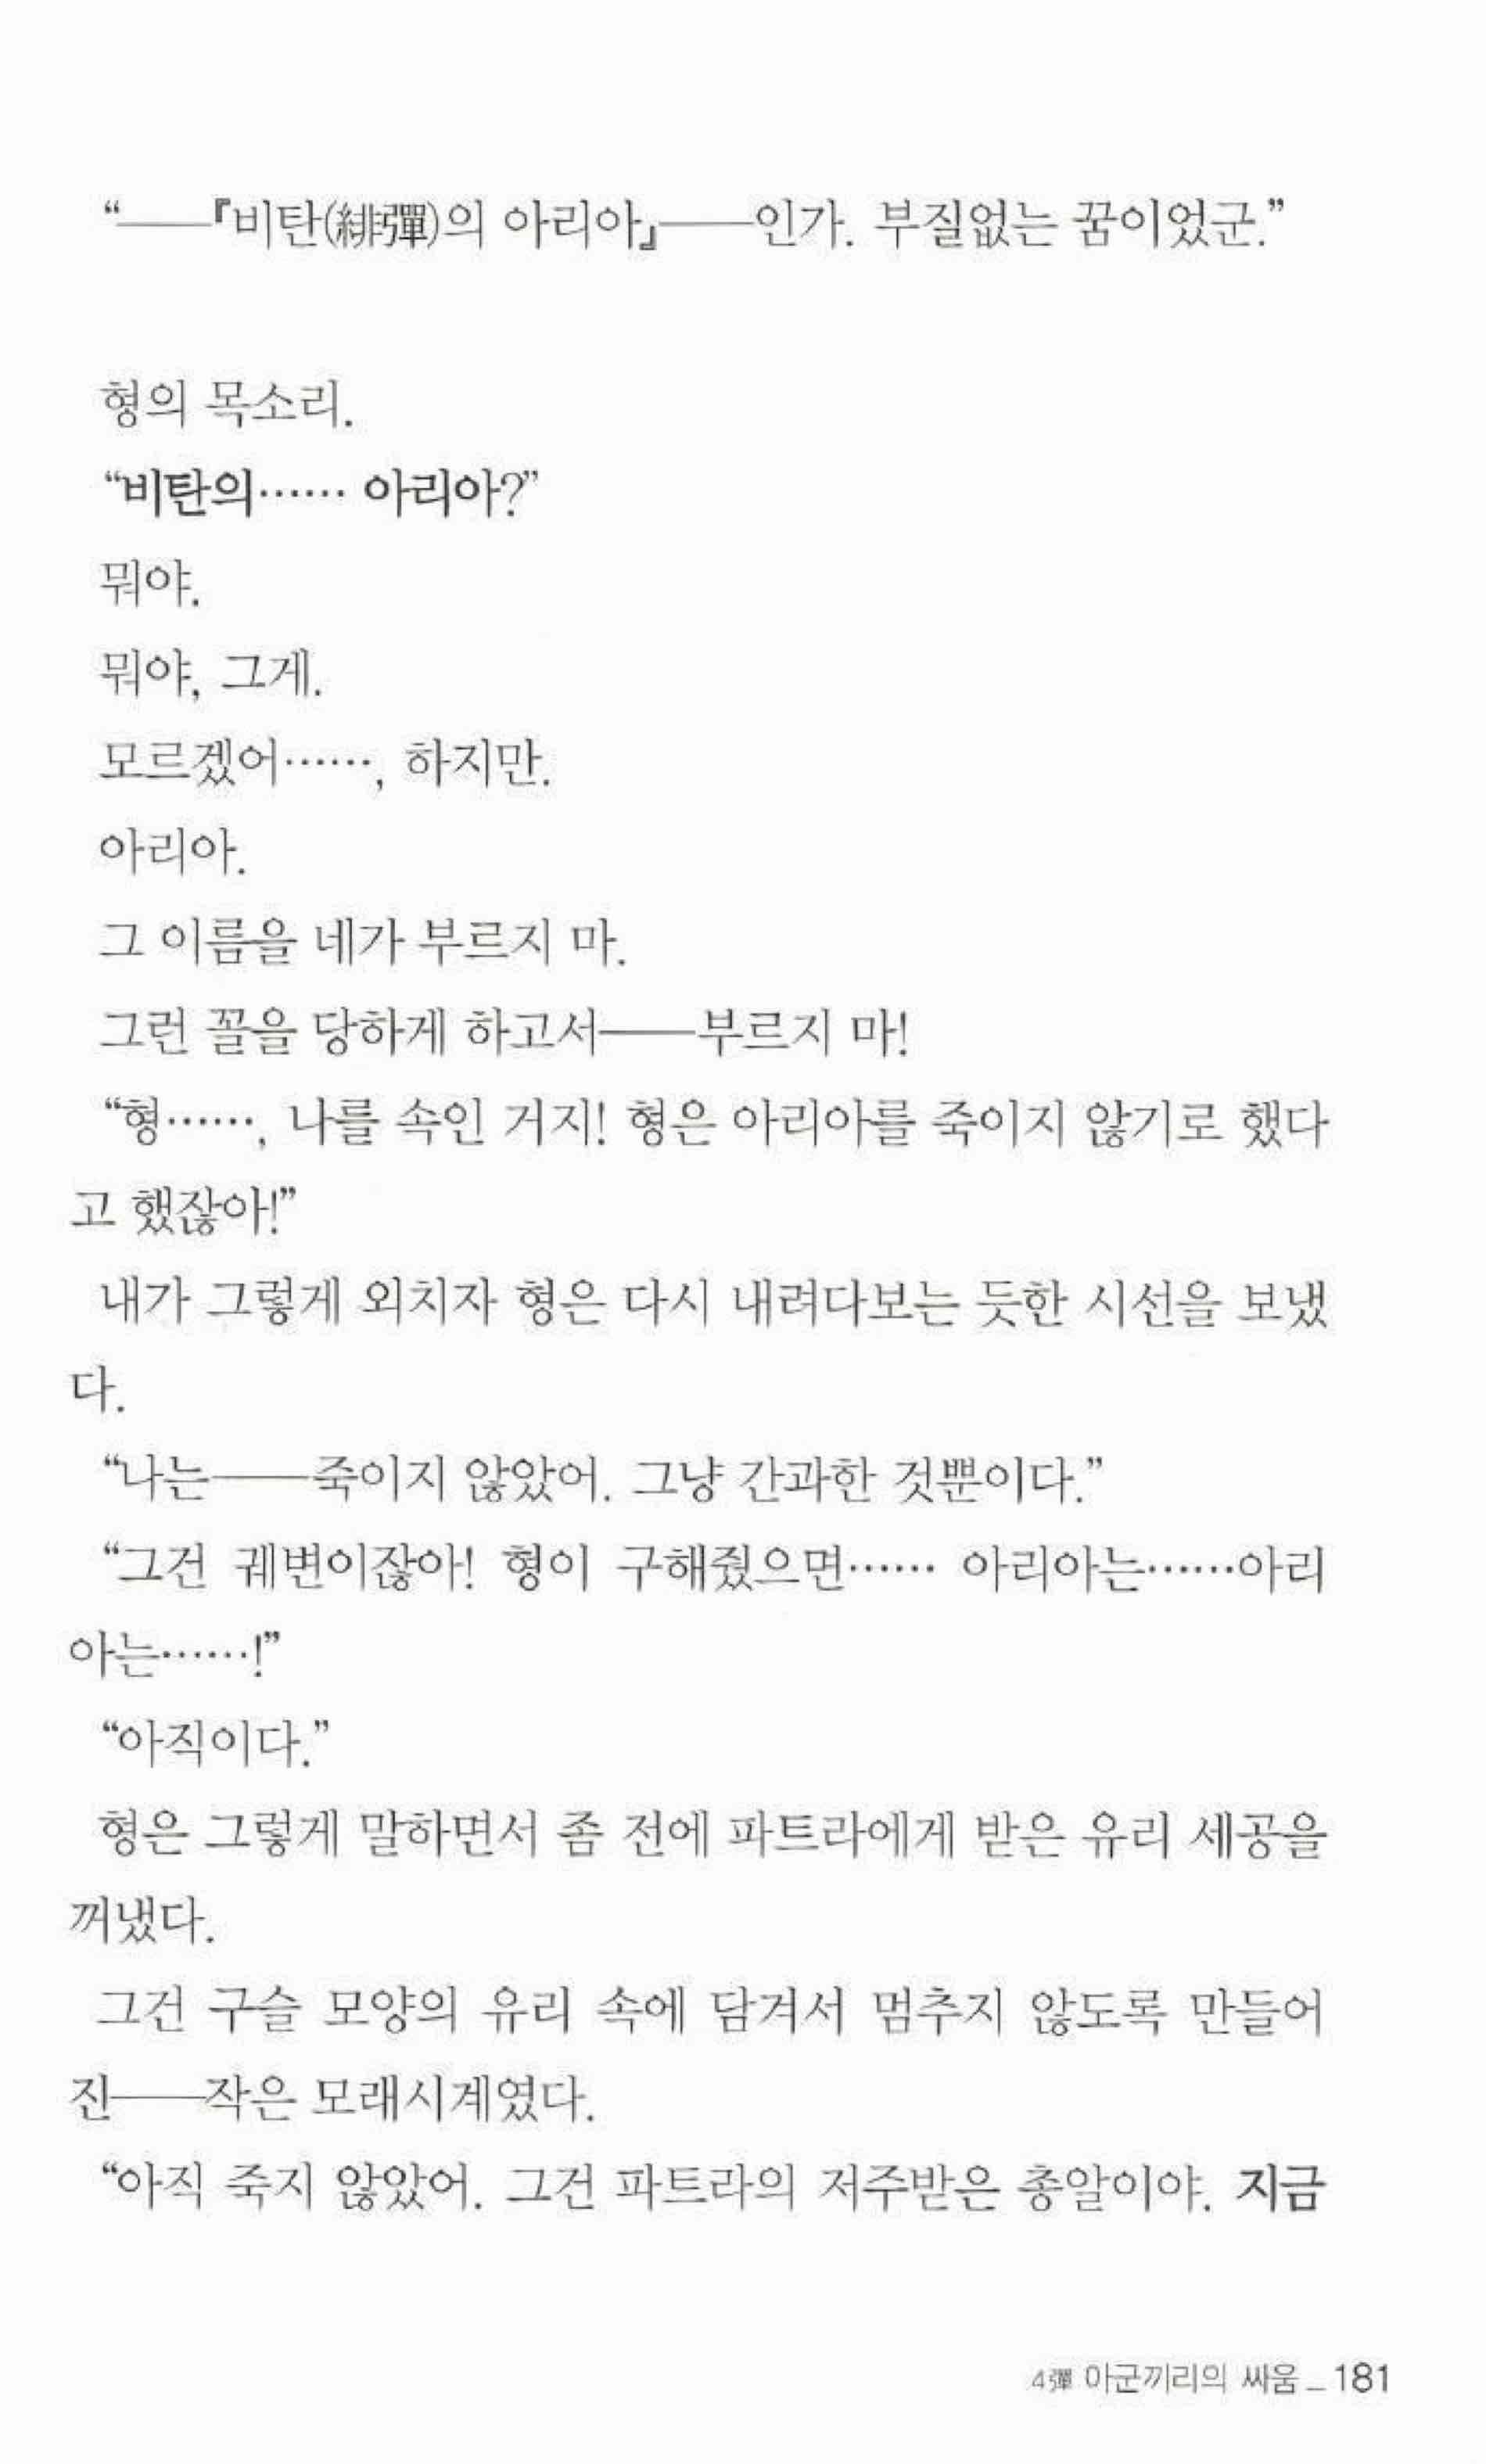 “──『비탄(緋彈)의 아리아』──인가. 부질없는 꿈이었군.”
형의 목소리.
“비탄의…… 아리아?”
뭐야.
뭐야, 그게.
모르겠어……, 하지만.
아리아.
그 이름을 네가 부르지 마.
그런 꼴을 당하게 하고서──부르지 마!
“형……, 나를 속인 거지! 형은 아리아를 죽이지 않기로 했다
고 했잖아!”
내가 그렇게 외치자 형은 다시 내려다보는 듯한 시선을 보냈
다.
“나는──죽이지 않았어. 그냥 간과한 것뿐이다.”
“그건 궤변이잖아! 형이 구해줬으면…… 아리아는……아리
아는……!”
“아직이다.”
형은 그렇게 말하면서 좀 전에 파트라에게 받은 유리 세공을
꺼냈다.
그건 구슬 모양의 유리 속에 담겨서 멈추지 않도록 만들어
진──작은 모래시계였다.
“아직 죽지 않았어. 그건 파트라의 저주받은 총알이야. 지금
4彈 아군끼리의 싸움_181